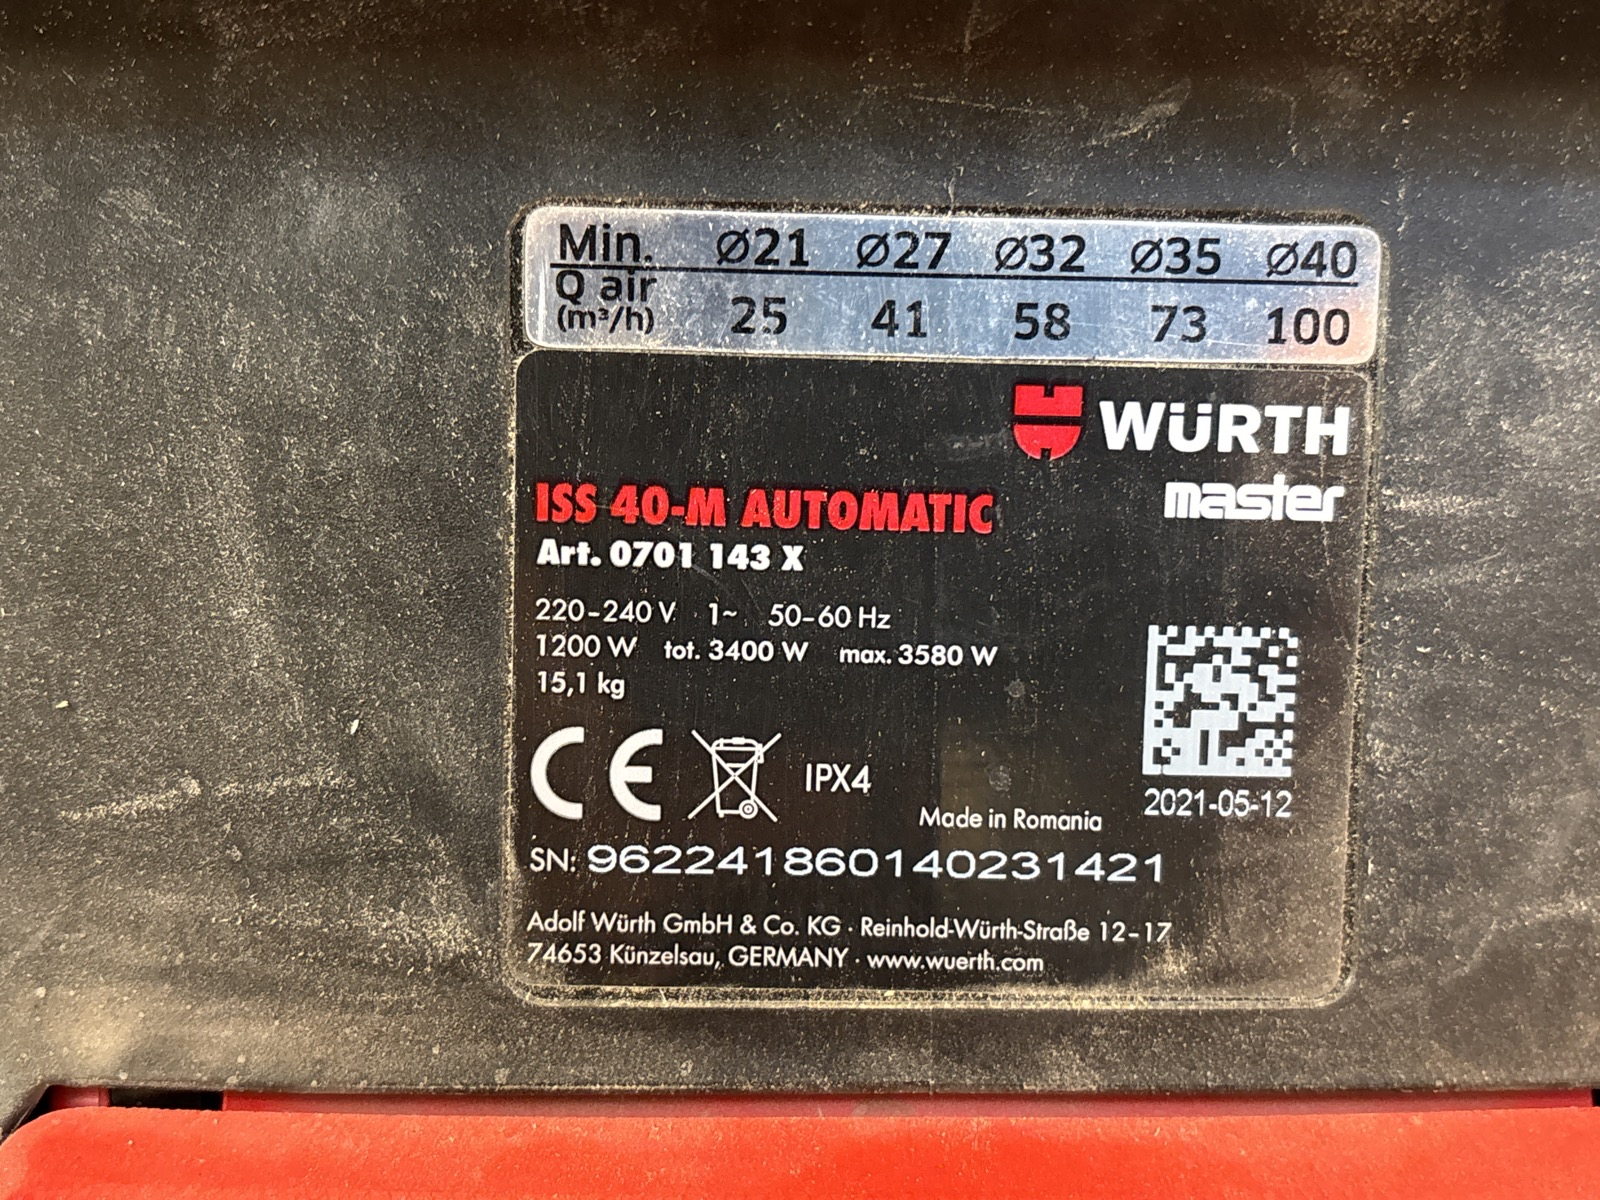 Min. Ø21 Ø27 Ø32 Ø35 Ø40
Q air (m³/h) 25 41 58 73 100
WÜRTH
master
ISS 40-M AUTOMATIC
Art. 0701 143 X
220-240 V 1~ 50-60 Hz
1200 W tot. 3400 W max. 3580 W
15,1 kg
CE IPX4
Made in Romania
2021-05-12
SN: 962241860140231421
Adolf Würth GmbH & Co. KG · Reinhold-Würth-Straße 12-17
74653 Künzelsau, GERMANY · www.wuerth.com